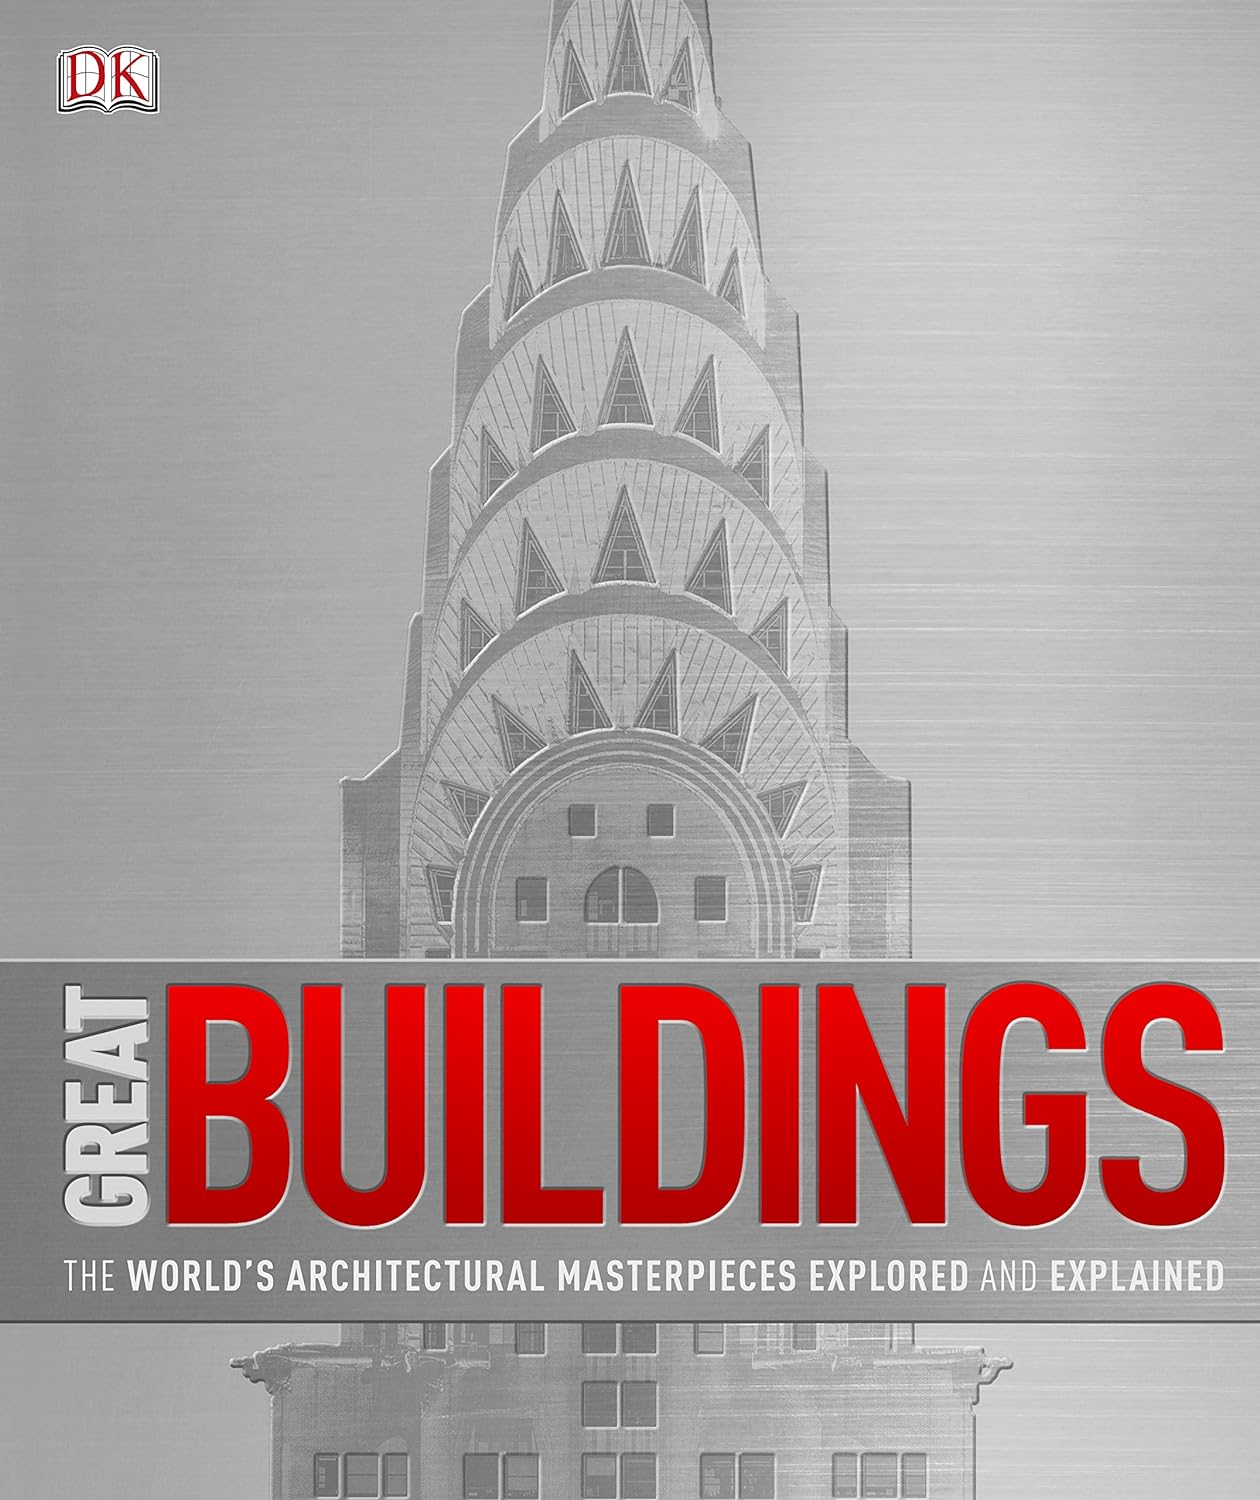 DK
GREAT
BUILDINGS
THE WORLD'S ARCHITECTURAL MASTERPIECES EXPLORED AND EXPLAINED